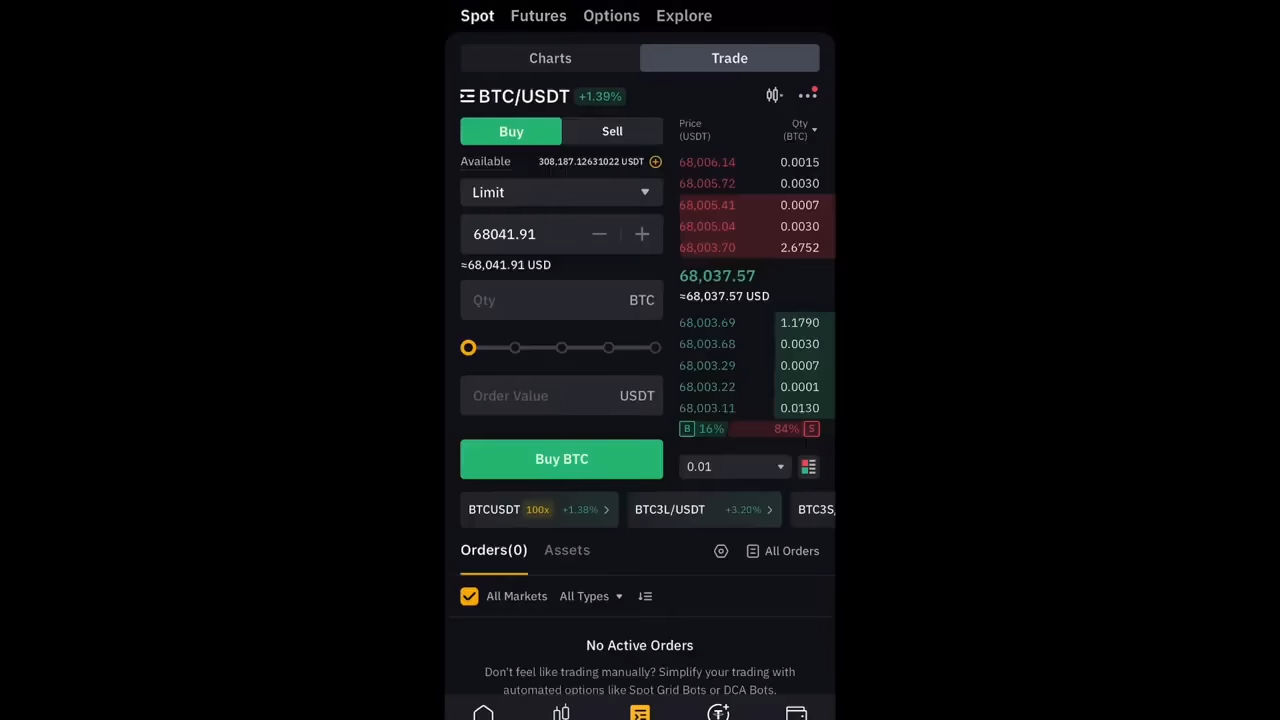 Spot Futures Options Explore
Charts Trade
BTC/USDT +1.39%
Buy Sell
Available 308,187.12631022 USDT
Limit
68041.91
≈68,041.91 USD
Qty BTC
Order Value USDT
Buy BTC
Price Qty
(USDT) (BTC)
68,006.14 0.0015
68,005.72 0.0030
68,005.41 0.0007
68,005.04 0.0030
68,003.70 2.6752
68,037.57
≈68,037.57 USD
68,003.69 1.1790
68,003.68 0.0030
68,003.29 0.0007
68,003.22 0.0001
68,003.11 0.0130
B 16% 84% S
0.01
BTCUSDT 100x +1.38% BTC3L/USDT +3.20% BTC3S/
Orders(0) Assets All Orders
All Markets All Types
No Active Orders
Don't feel like trading manually? Simplify your trading with
automated options like Spot Grid Bots or DCA Bots.